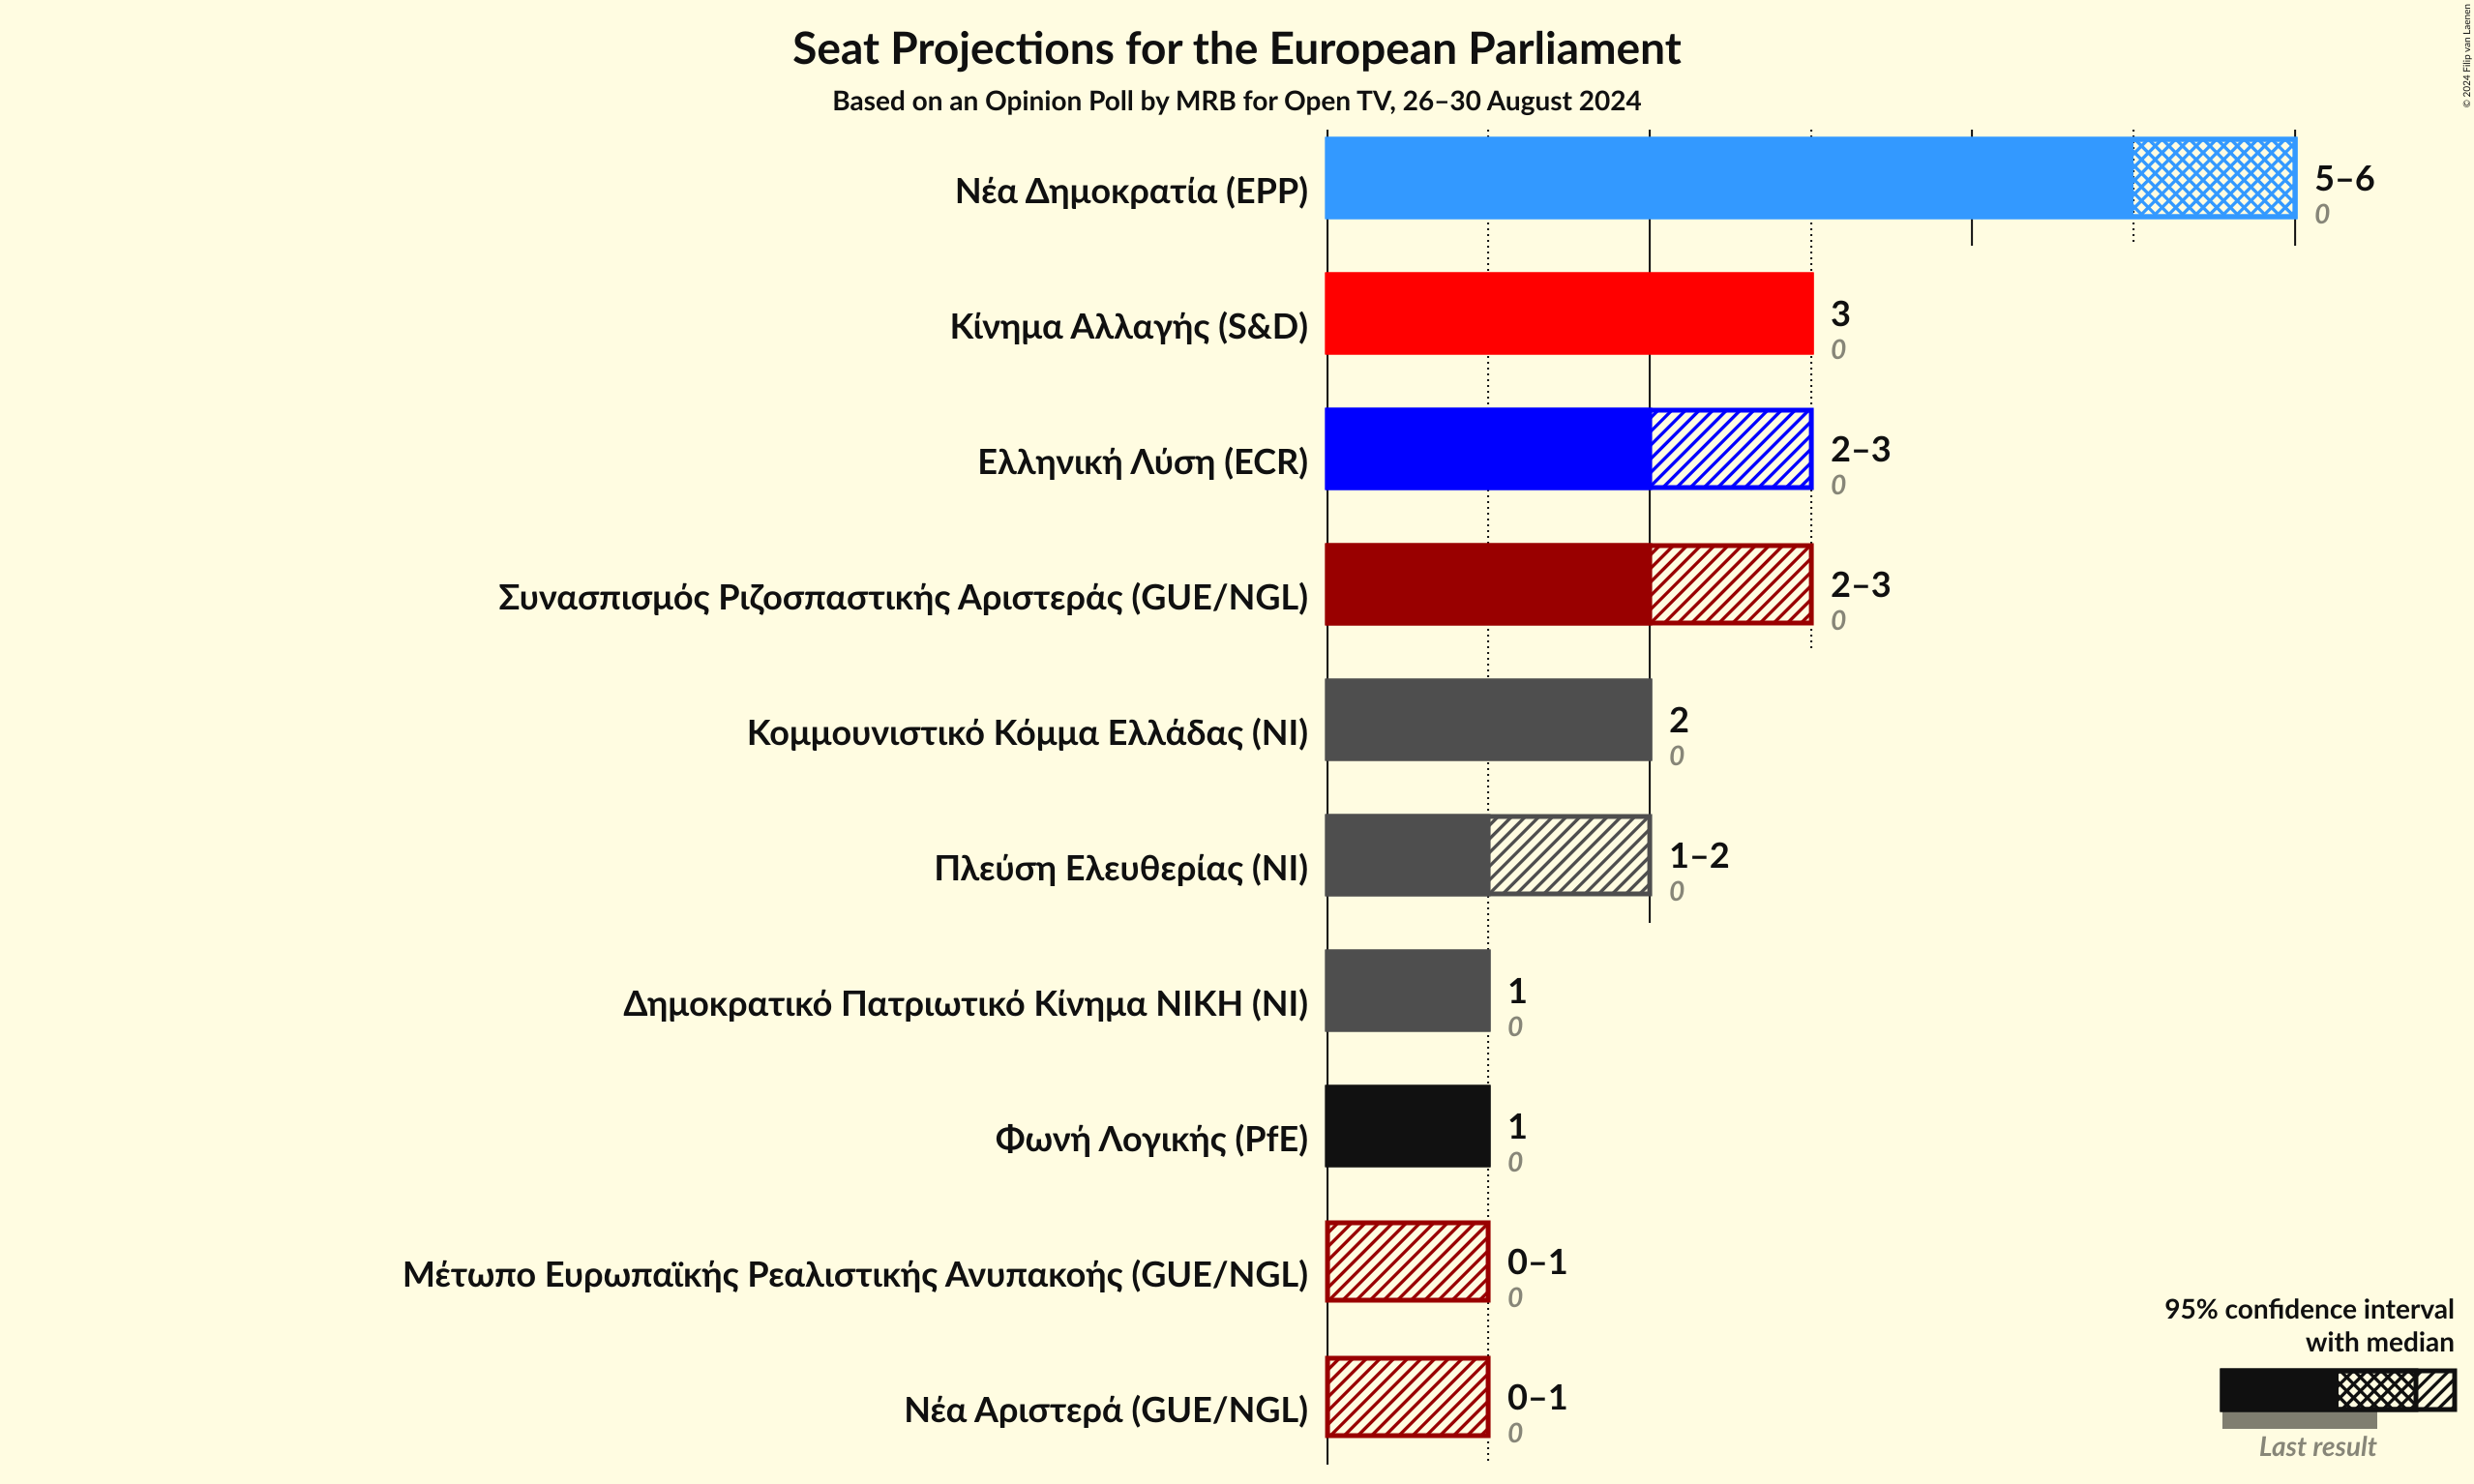 Seat Projections for the European Parliament
Based on an Opinion Poll by MRB for Open TV, 26–30 August 2024
© 2024 Filip van Laenen
Νέα Δημοκρατία (EPP)
5–6
0
Κίνημα Αλλαγής (S&D)
3
0
Ελληνική Λύση (ECR)
2–3
0
Συνασπισμός Ριζοσπαστικής Αριστεράς (GUE/NGL)
2–3
0
Κομμουνιστικό Κόμμα Ελλάδας (NI)
2
0
Πλεύση Ελευθερίας (NI)
1–2
0
Δημοκρατικό Πατριωτικό Κίνημα ΝΙΚΗ (NI)
1
0
Φωνή Λογικής (PfE)
1
0
Μέτωπο Ευρωπαϊκής Ρεαλιστικής Ανυπακοής (GUE/NGL)
0–1
0
Νέα Αριστερά (GUE/NGL)
0–1
0
95% confidence interval
with median
Last result